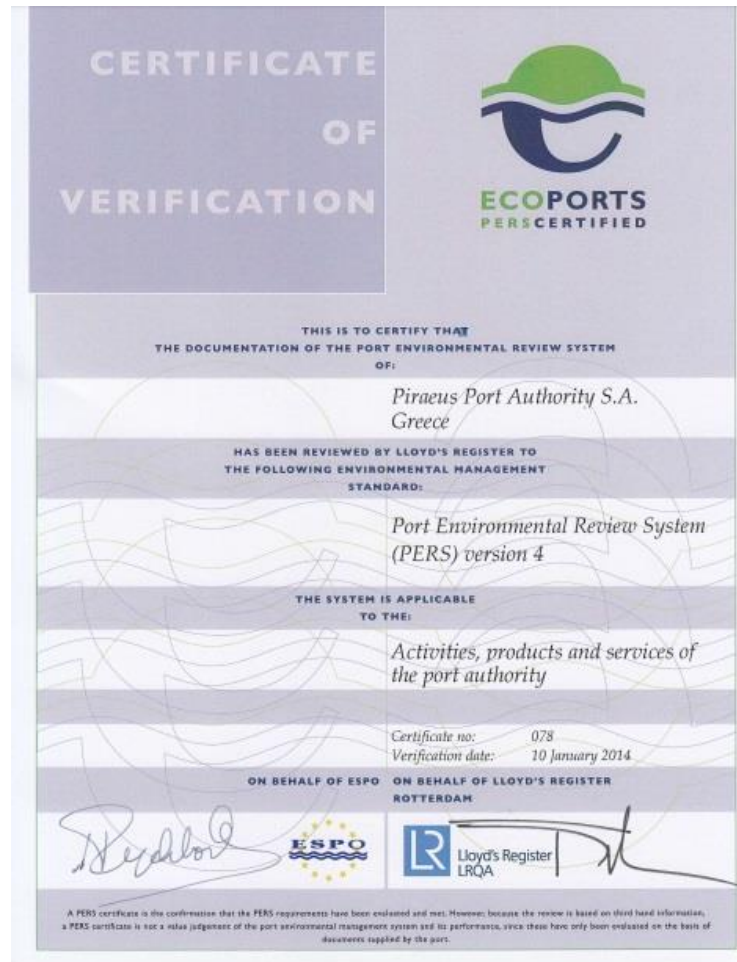 CERTIFICATE
OF
VERIFICATION
ECOPORTS
PERSCERTIFIED
THIS IS TO CERTIFY THAT
THE DOCUMENTATION OF THE PORT ENVIRONMENTAL REVIEW SYSTEM
OF:
Piraeus Port Authority S.A.
Greece
HAS BEEN REVIEWED BY LLOYD'S REGISTER TO
THE FOLLOWING ENVIRONMENTAL MANAGEMENT
STANDARD:
Port Environmental Review System
(PERS) version 4
THE SYSTEM IS APPLICABLE
TO THE:
Activities, products and services of
the port authority
Certificate no: 078
Verification date: 10 January 2014
ON BEHALF OF ESPO ON BEHALF OF LLOYD'S REGISTER
ROTTERDAM
ESPO
LR
Lloyd's Register
LRQA
A PERS certificate is the confirmation that the PERS requirements have been evaluated and met. However, because the review is based on third hand information,
a PERS certificate is not a value judgement of the port environmental management system and its performance, since these have only been evaluated on the basis of
documents supplied by the port.